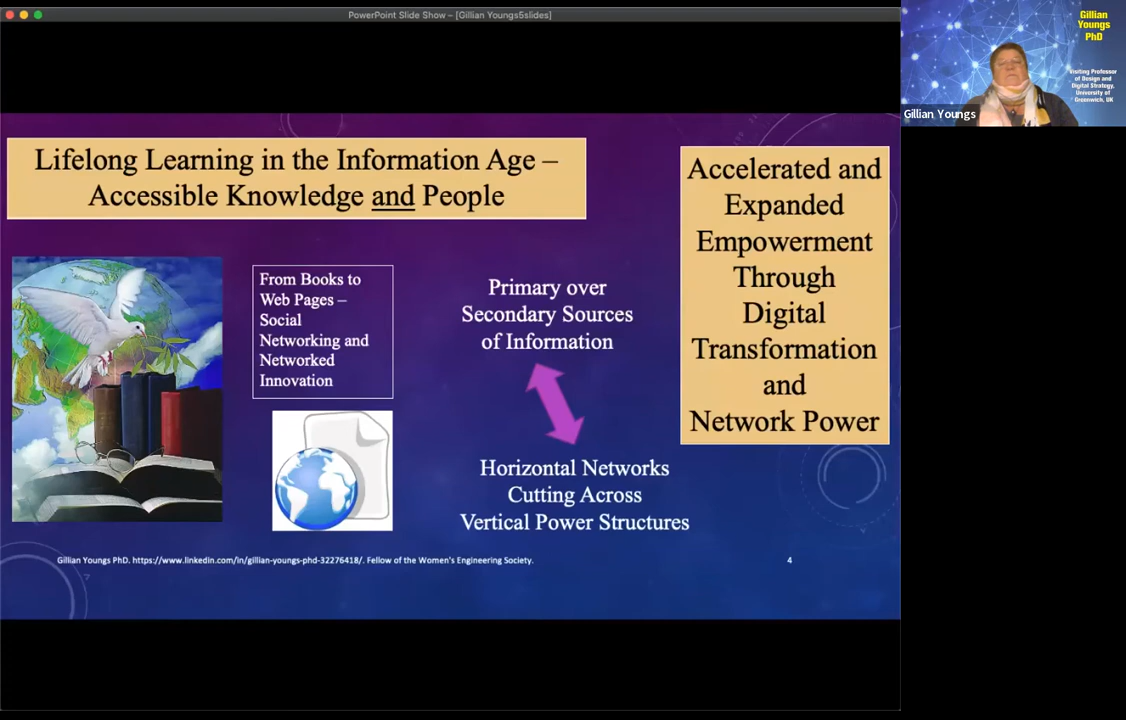 PowerPoint Slide Show – [Gillian Youngs5slides]
Lifelong Learning in the Information Age –
Accessible Knowledge and People
From Books to
Web Pages –
Social
Networking and
Networked
Innovation
Primary over
Secondary Sources
of Information
Horizontal Networks
Cutting Across
Vertical Power Structures
Accelerated and
Expanded
Empowerment
Through
Digital
Transformation
and
Network Power
Gillian Youngs PhD. https://www.linkedin.com/in/gillian-youngs-phd-32276418/. Fellow of the Women's Engineering Society.
4
Gillian
Youngs
PhD
Visiting Professor
of Design and
Digital Strategy,
University of
Greenwich, UK
Gillian Youngs